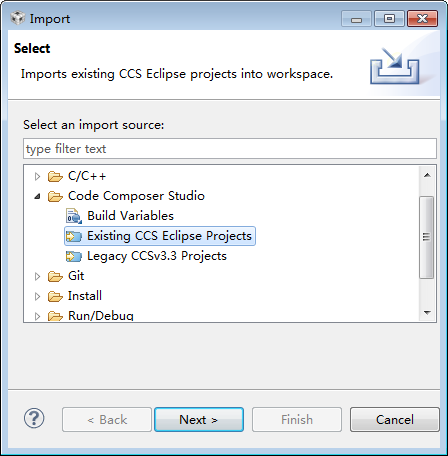 Import
Select
Imports existing CCS Eclipse projects into workspace.
Select an import source:
type filter text
C/C++
Code Composer Studio
Build Variables
Existing CCS Eclipse Projects
Legacy CCSv3.3 Projects
Git
Install
Run/Debug
?
< Back
Next >
Finish
Cancel